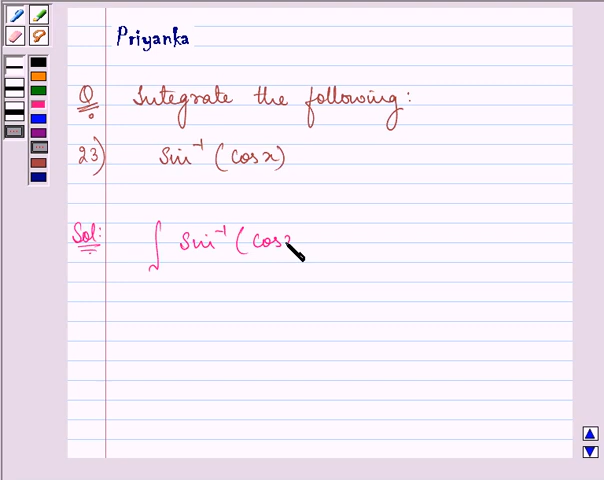 Priyanka
Q. Integrate the following:
23) Sin⁻¹ (cos x)
Sol: ∫ Sin⁻¹ (cos